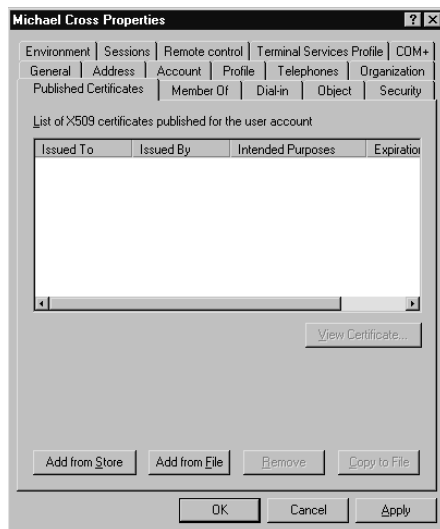 Michael Cross Properties
Environment Sessions Remote control Terminal Services Profile COM+
General Address Account Profile Telephones Organization
Published Certificates Member Of Dial-in Object Security
List of X509 certificates published for the user account
Issued To Issued By Intended Purposes Expiration
View Certificate...
Add from Store Add from File Remove Copy to File
OK Cancel Apply